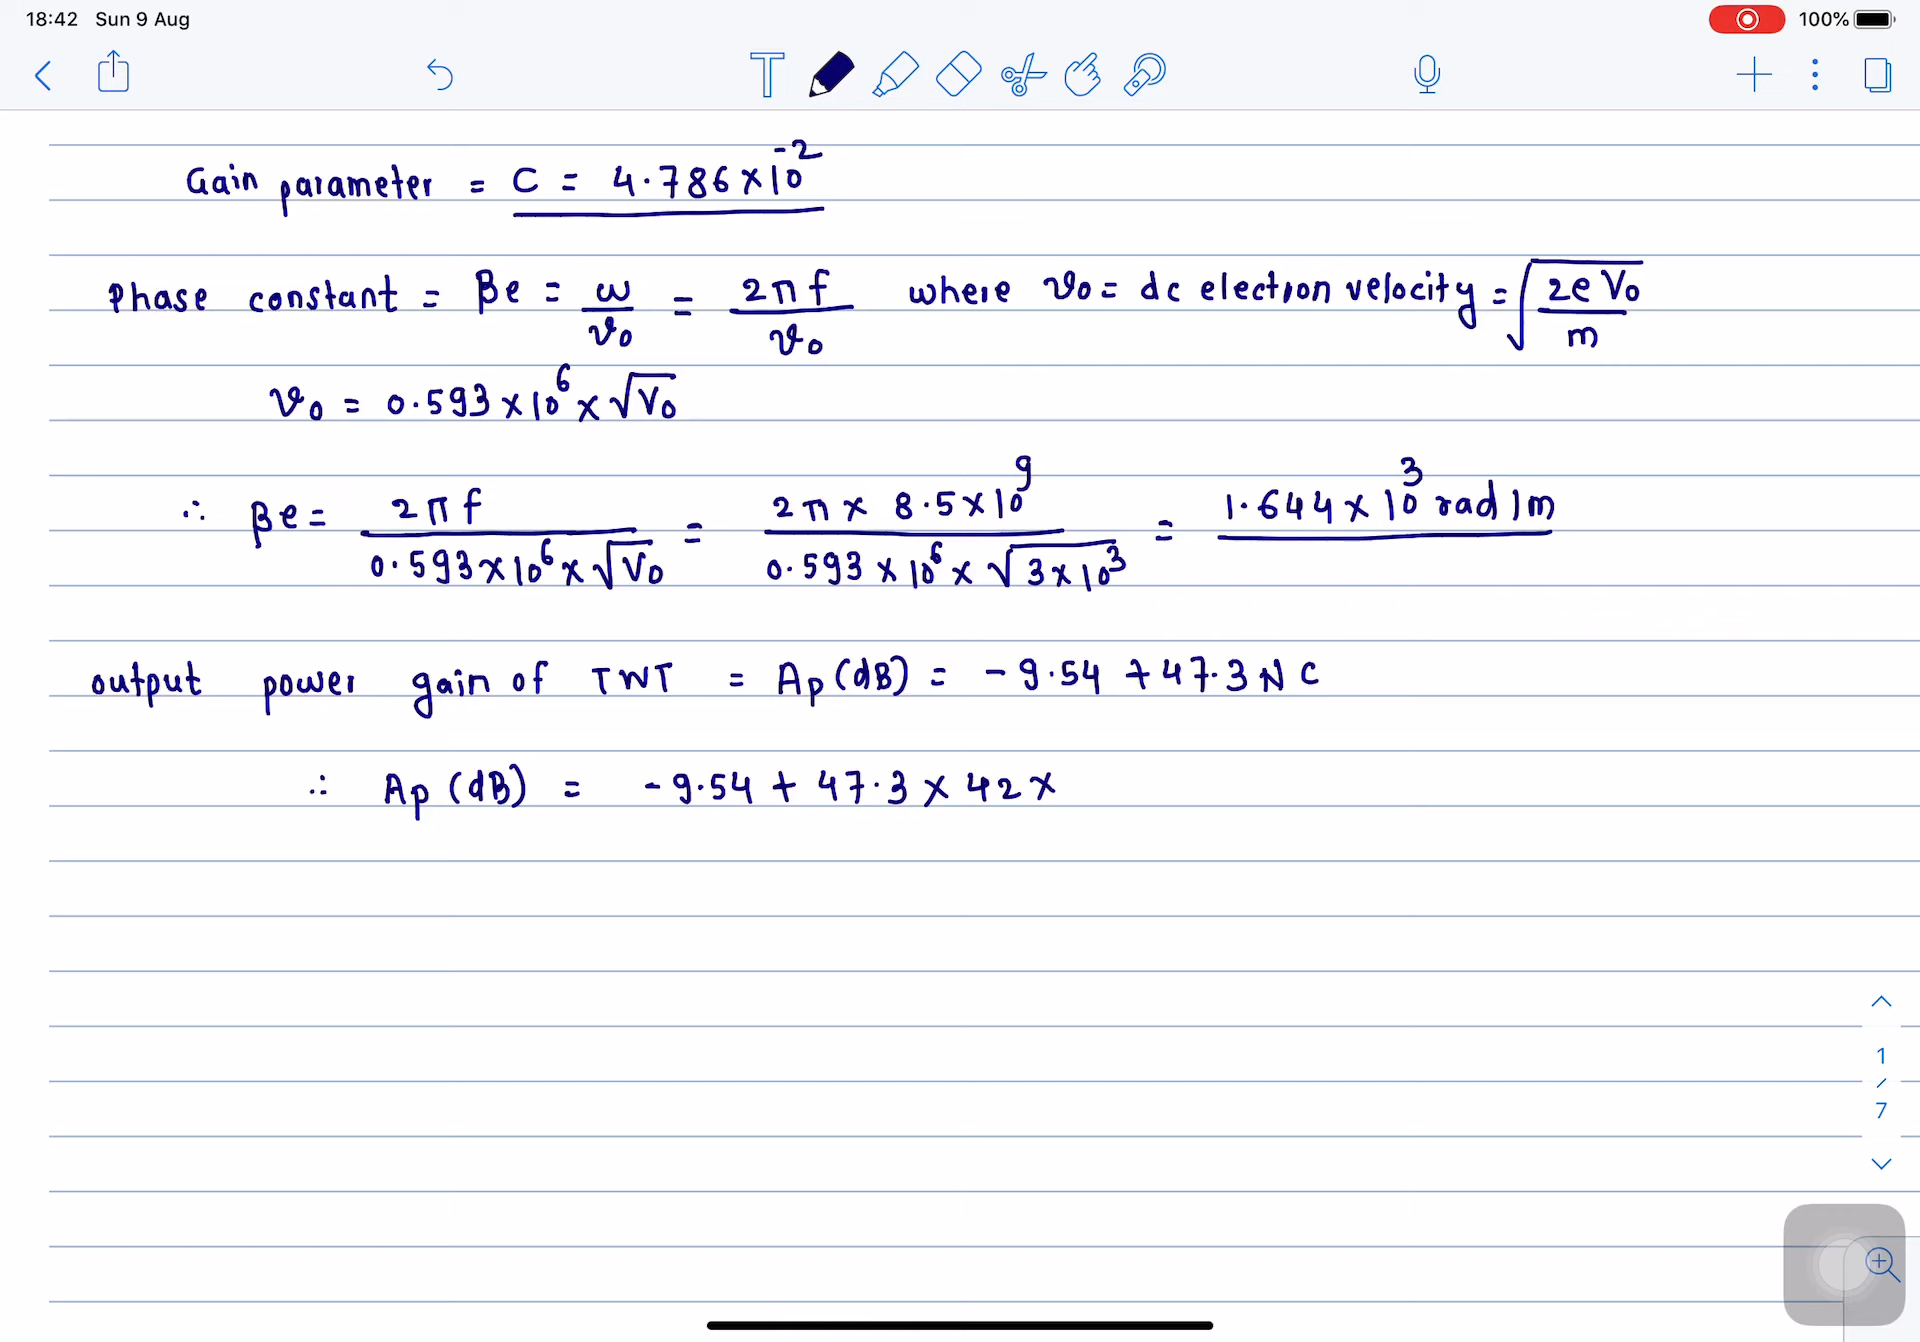 18:42 Sun 9 Aug 100%
Gain parameter = C = 4.786 × 10⁻²
Phase constant = βe = ω/v₀ = 2πf/v₀ where v₀ = dc electron velocity = √(2eV₀/m)
v₀ = 0.593 × 10⁶ × √V₀
∴ βe = 2πf/(0.593 × 10⁶ × √V₀) = (2π × 8.5 × 10⁹)/(0.593 × 10⁶ × √(3 × 10³)) = 1.644 × 10³ rad/m
output power gain of TWT = Ap (dB) = -9.54 + 47.3 N C
∴ Ap (dB) = -9.54 + 47.3 × 42 ×
1
/
7